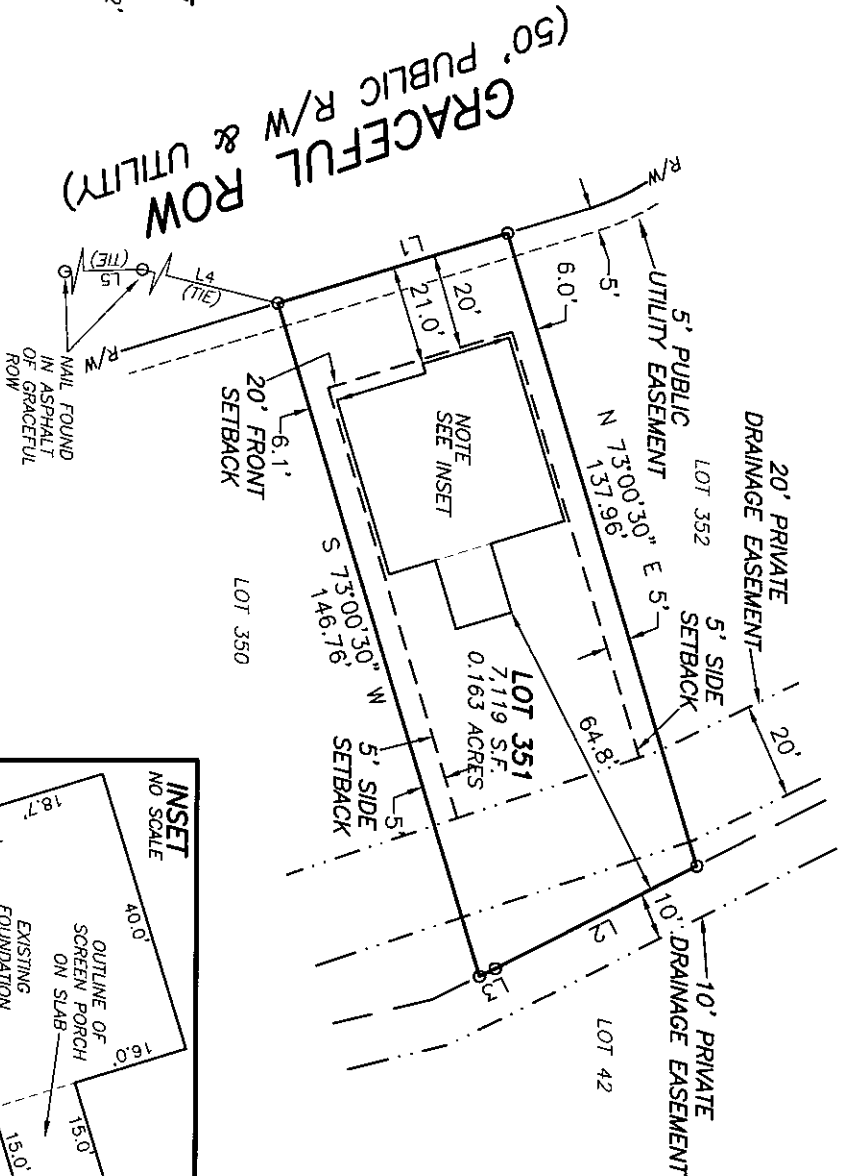 GRACEFUL ROW
(50' PUBLIC R/W & UTILITY)
R/W
R/W
L1
L4
(TIE)
L5
(TIE)
NAIL FOUND
IN ASPHALT
OF GRACEFUL
ROW
5'
5' PUBLIC
UTILITY EASEMENT
6.0'
20'
21.0'
NOTE
SEE INSET
20' FRONT
SETBACK
6.1'
N 73°00'30" E
137.96'
5'
LOT 352
20' PRIVATE
DRAINAGE EASEMENT
5' SIDE
SETBACK
20'
64.8'
LOT 351
7,119 S.F.
0.163 ACRES
S 73°00'30" W
146.76'
LOT 350
5' SIDE
SETBACK
5'
L2
L3
10'
10' PRIVATE
DRAINAGE EASEMENT
LOT 42
INSET
NO SCALE
18.7'
40.0'
16.0'
15.0'
15.0'
OUTLINE OF
SCREEN PORCH
ON SLAB
EXISTING
FOUNDATION